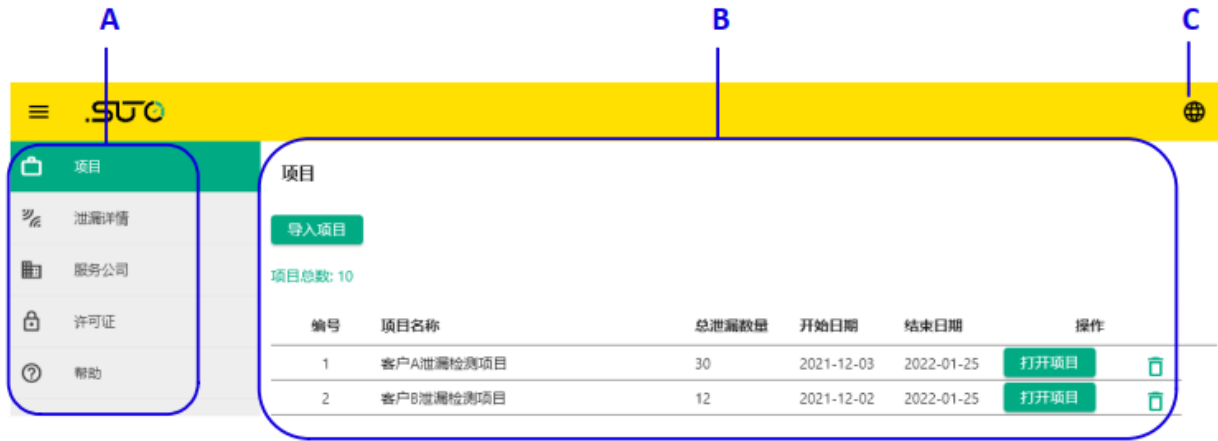 A B C
.SUTO
项目
泄漏详情
服务公司
许可证
帮助
项目
导入项目
项目总数: 10
编号 项目名称 总泄漏数量 开始日期 结束日期 操作
1 客户A泄漏检测项目 30 2021-12-03 2022-01-25 打开项目
2 客户B泄漏检测项目 12 2021-12-02 2022-01-25 打开项目